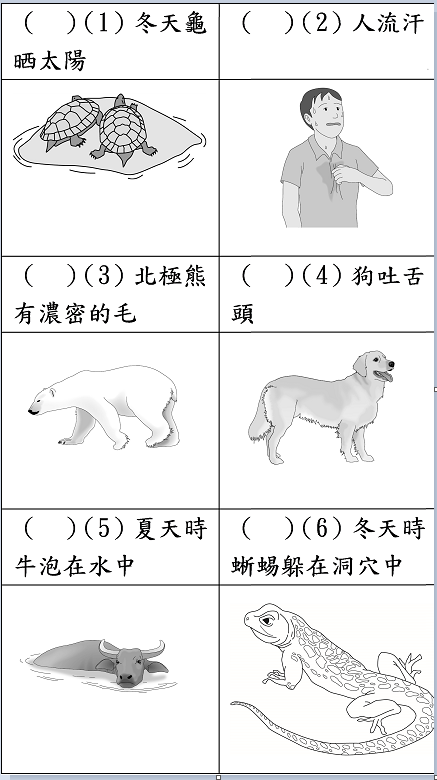 (　)(1) 冬天龜
晒太陽
(　)(2) 人流汗
(　)(3) 北極熊
有濃密的毛
(　)(4) 狗吐舌
頭
(　)(5) 夏天時
牛泡在水中
(　)(6) 冬天時
蜥蜴躲在洞穴中